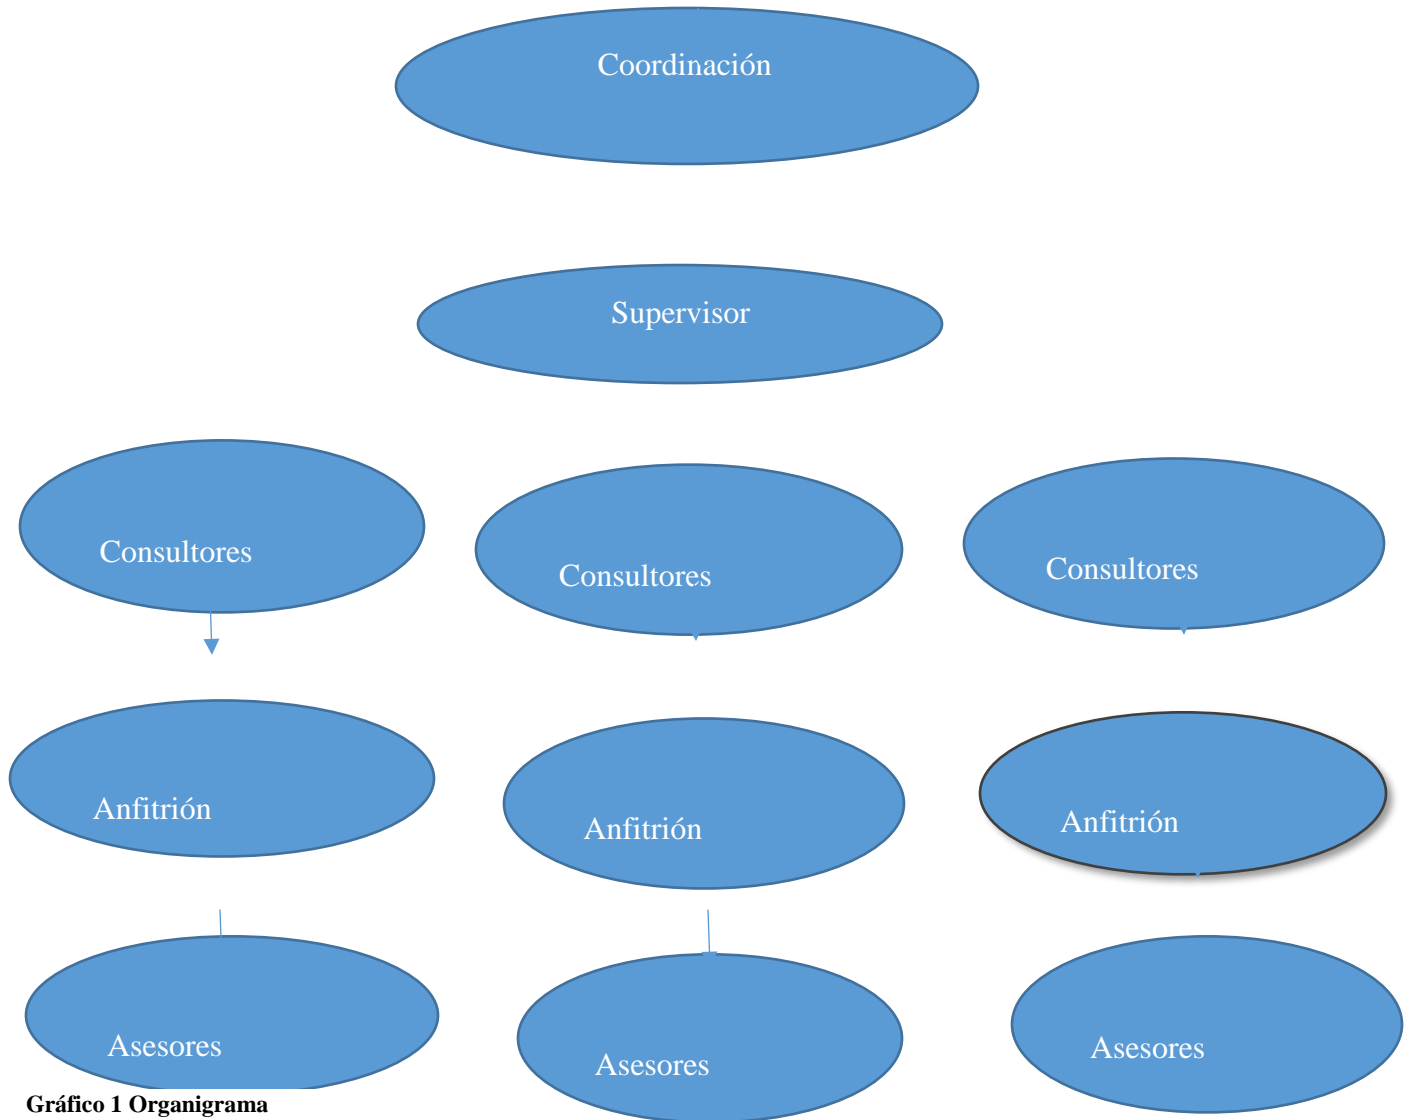 Coordinación
Supervisor
Consultores
Consultores
Consultores
Anfitrión
Anfitrión
Anfitrión
Asesores
Asesores
Asesores
Gráfico 1 Organigrama